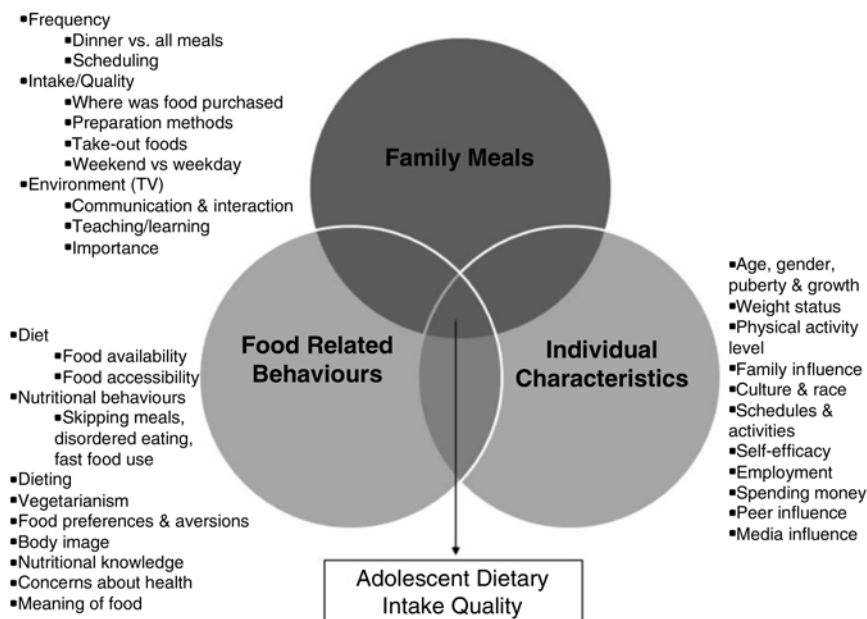 ▪Frequency
▪Dinner vs. all meals
▪Scheduling
▪Intake/Quality
▪Where was food purchased
▪Preparation methods
▪Take-out foods
▪Weekend vs weekday
▪Environment (TV)
▪Communication & interaction
▪Teaching/learning
▪Importance
Family Meals
▪Diet
▪Food availability
▪Food accessibility
▪Nutritional behaviours
▪Skipping meals,
disordered eating,
fast food use
▪Dieting
▪Vegetarianism
▪Food preferences & aversions
▪Body image
▪Nutritional knowledge
▪Concerns about health
▪Meaning of food
Food Related
Behaviours
Individual
Characteristics
▪Age, gender,
puberty & growth
▪Weight status
▪Physical activity
level
▪Family influence
▪Culture & race
▪Schedules &
activities
▪Self-efficacy
▪Employment
▪Spending money
▪Peer influence
▪Media influence
Adolescent Dietary
Intake Quality